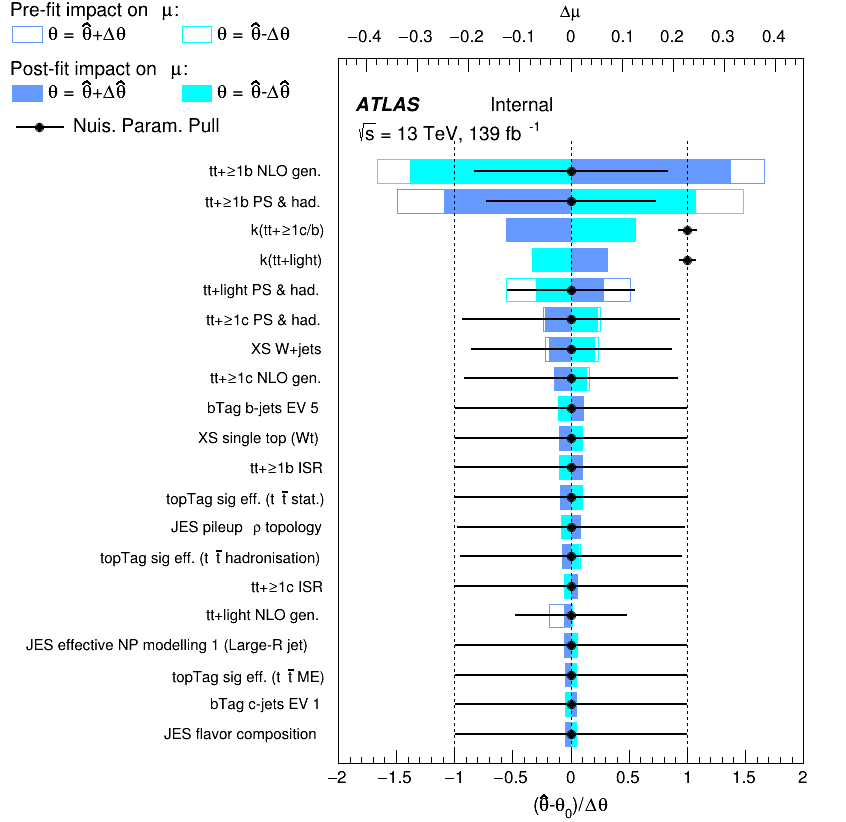 Pre-fit impact on μ:
θ = θ̂+Δθ θ = θ̂-Δθ
Post-fit impact on μ:
θ = θ̂+Δθ̂ θ = θ̂-Δθ̂
Nuis. Param. Pull
Δμ
−0.4 −0.3 −0.2 −0.1 0 0.1 0.2 0.3 0.4
ATLAS Internal
√s = 13 TeV, 139 fb -1
tt+≥1b NLO gen.
tt+≥1b PS & had.
k(tt+≥1c/b)
k(tt+light)
tt+light PS & had.
tt+≥1c PS & had.
XS W+jets
tt+≥1c NLO gen.
bTag b-jets EV 5
XS single top (Wt)
tt+≥1b ISR
topTag sig eff. (t t̄ stat.)
JES pileup ρ topology
topTag sig eff. (t t̄ hadronisation)
tt+≥1c ISR
tt+light NLO gen.
JES effective NP modelling 1 (Large-R jet)
topTag sig eff. (t t̄ ME)
bTag c-jets EV 1
JES flavor composition
−2 −1.5 −1 −0.5 0 0.5 1 1.5 2
(θ̂-θ₀)/Δθ